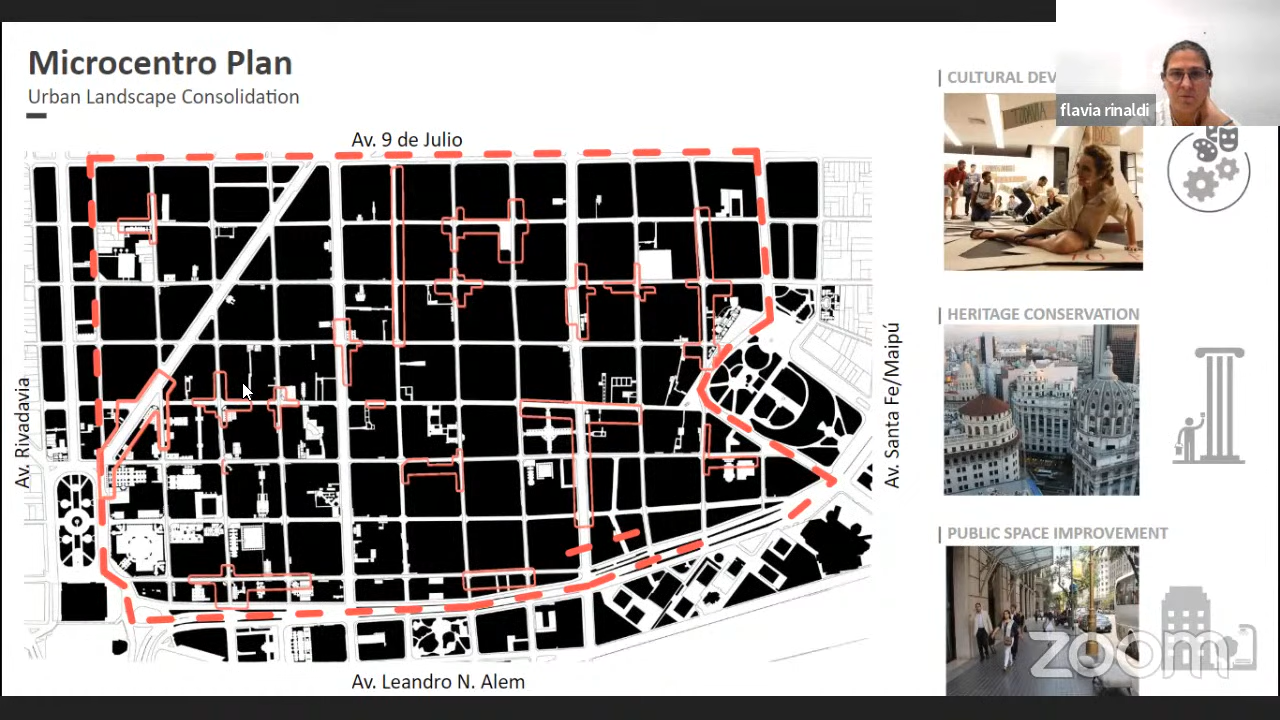 Microcentro Plan
Urban Landscape Consolidation
Av. 9 de Julio
Av. Rivadavia
Av. Santa Fe/Maipú
Av. Leandro N. Alem
| CULTURAL DEV
flavia rinaldi
| HERITAGE CONSERVATION
| PUBLIC SPACE IMPROVEMENT
zoom